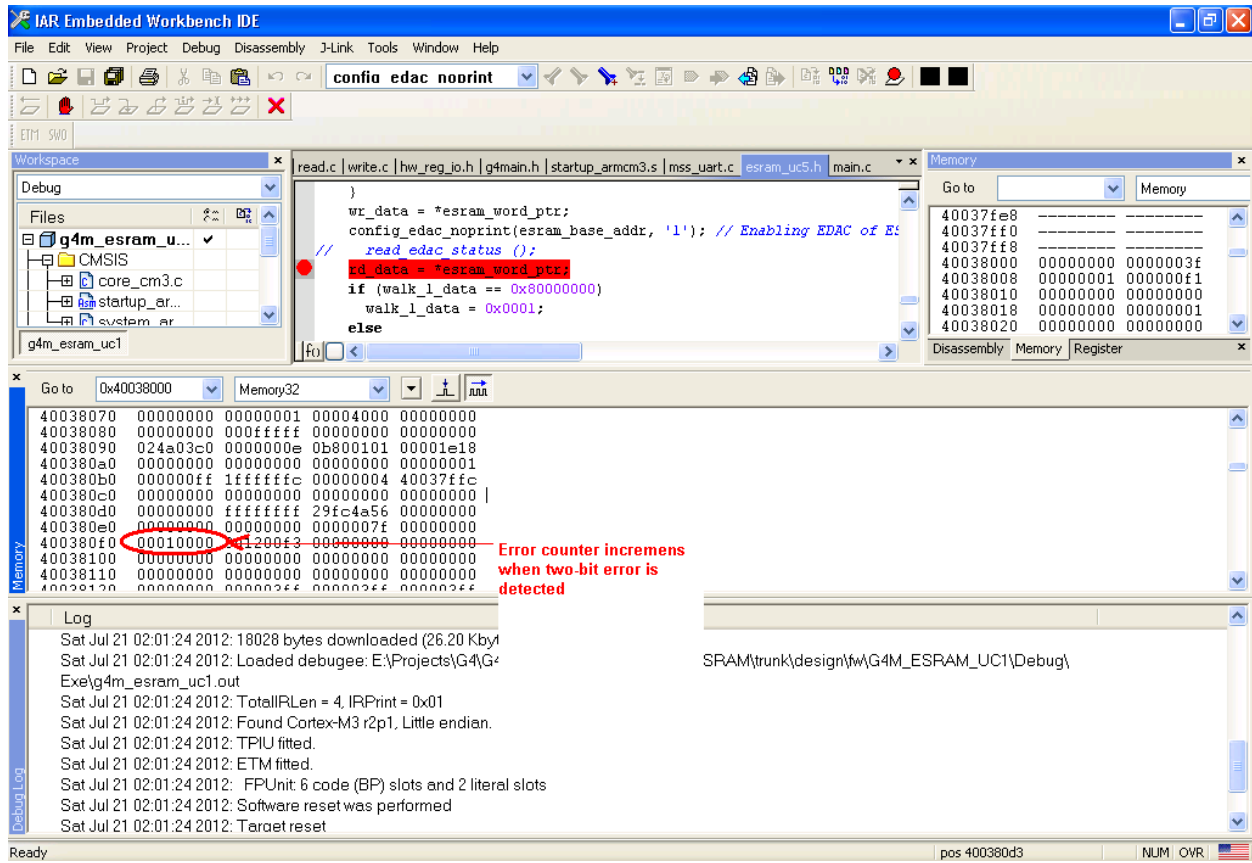 IAR Embedded Workbench IDE
File Edit View Project Debug Disassembly J-Link Tools Window Help
config_edac_noprint
ETM SWO
Workspace
Debug
Files
g4m_esram_u...
CMSIS
core_cm3.c
startup_ar...
system_ar
g4m_esram_uc1
read.c | write.c | hw_reg_io.h | g4main.h | startup_armcm3.s | mss_uart.c esram_uc5.h main.c
}
wr_data = *esram_word_ptr;
config_edac_noprint(esram_base_addr, '1'); // Enabling EDAC of ES
// read_edac_status ();
rd_data = *esram_word_ptr;
if (walk_1_data == 0x80000000)
walk_1_data = 0x0001;
else
f()
Memory
Go to Memory
40037fe8 -------- --------
40037ff0 -------- --------
40037ff8 -------- --------
40038000 00000000 0000003f
40038008 00000001 000000f1
40038010 00000000 00000000
40038018 00000000 00000001
40038020 00000000 00000000
Disassembly Memory Register
Go to 0x40038000 Memory32
40038070 00000000 00000001 00004000 00000000
40038080 00000000 000fffff 00000000 00000000
40038090 024a03c0 0000000e 0b800101 00001e18
400380a0 00000000 00000000 00000000 00000001
400380b0 000000ff 1ffffffc 00000004 40037ffc
400380c0 00000000 00000000 00000000 00000000
400380d0 00000000 ffffffff 29fc4a56 00000000
400380e0 00000000 00000000 0000007f 00000000
400380f0 00010000 1200f3 00000000 00000000
40038100 00000000 00000000 00000000 00000000
40038110 00000000 00000000 00000000 00000000
40038120 00000000 000003ff 000003ff 000003ff
Memory
Error counter incremens
when two-bit error is
detected
Log
Sat Jul 21 02:01:24 2012: 18028 bytes downloaded (26.20 Kbyt
Sat Jul 21 02:01:24 2012: Loaded debugee: E:\Projects\G4\G4 SRAM\trunk\design\fw\G4M_ESRAM_UC1\Debug\
Exe\g4m_esram_uc1.out
Sat Jul 21 02:01:24 2012: TotalIRLen = 4, IRPrint = 0x01
Sat Jul 21 02:01:24 2012: Found Cortex-M3 r2p1, Little endian.
Sat Jul 21 02:01:24 2012: TPIU fitted.
Sat Jul 21 02:01:24 2012: ETM fitted.
Sat Jul 21 02:01:24 2012: FPUnit: 6 code (BP) slots and 2 literal slots
Sat Jul 21 02:01:24 2012: Software reset was performed
Sat Jul 21 02:01:24 2012: Target reset
Debug Log
Ready pos 400380d3 NUM OVR